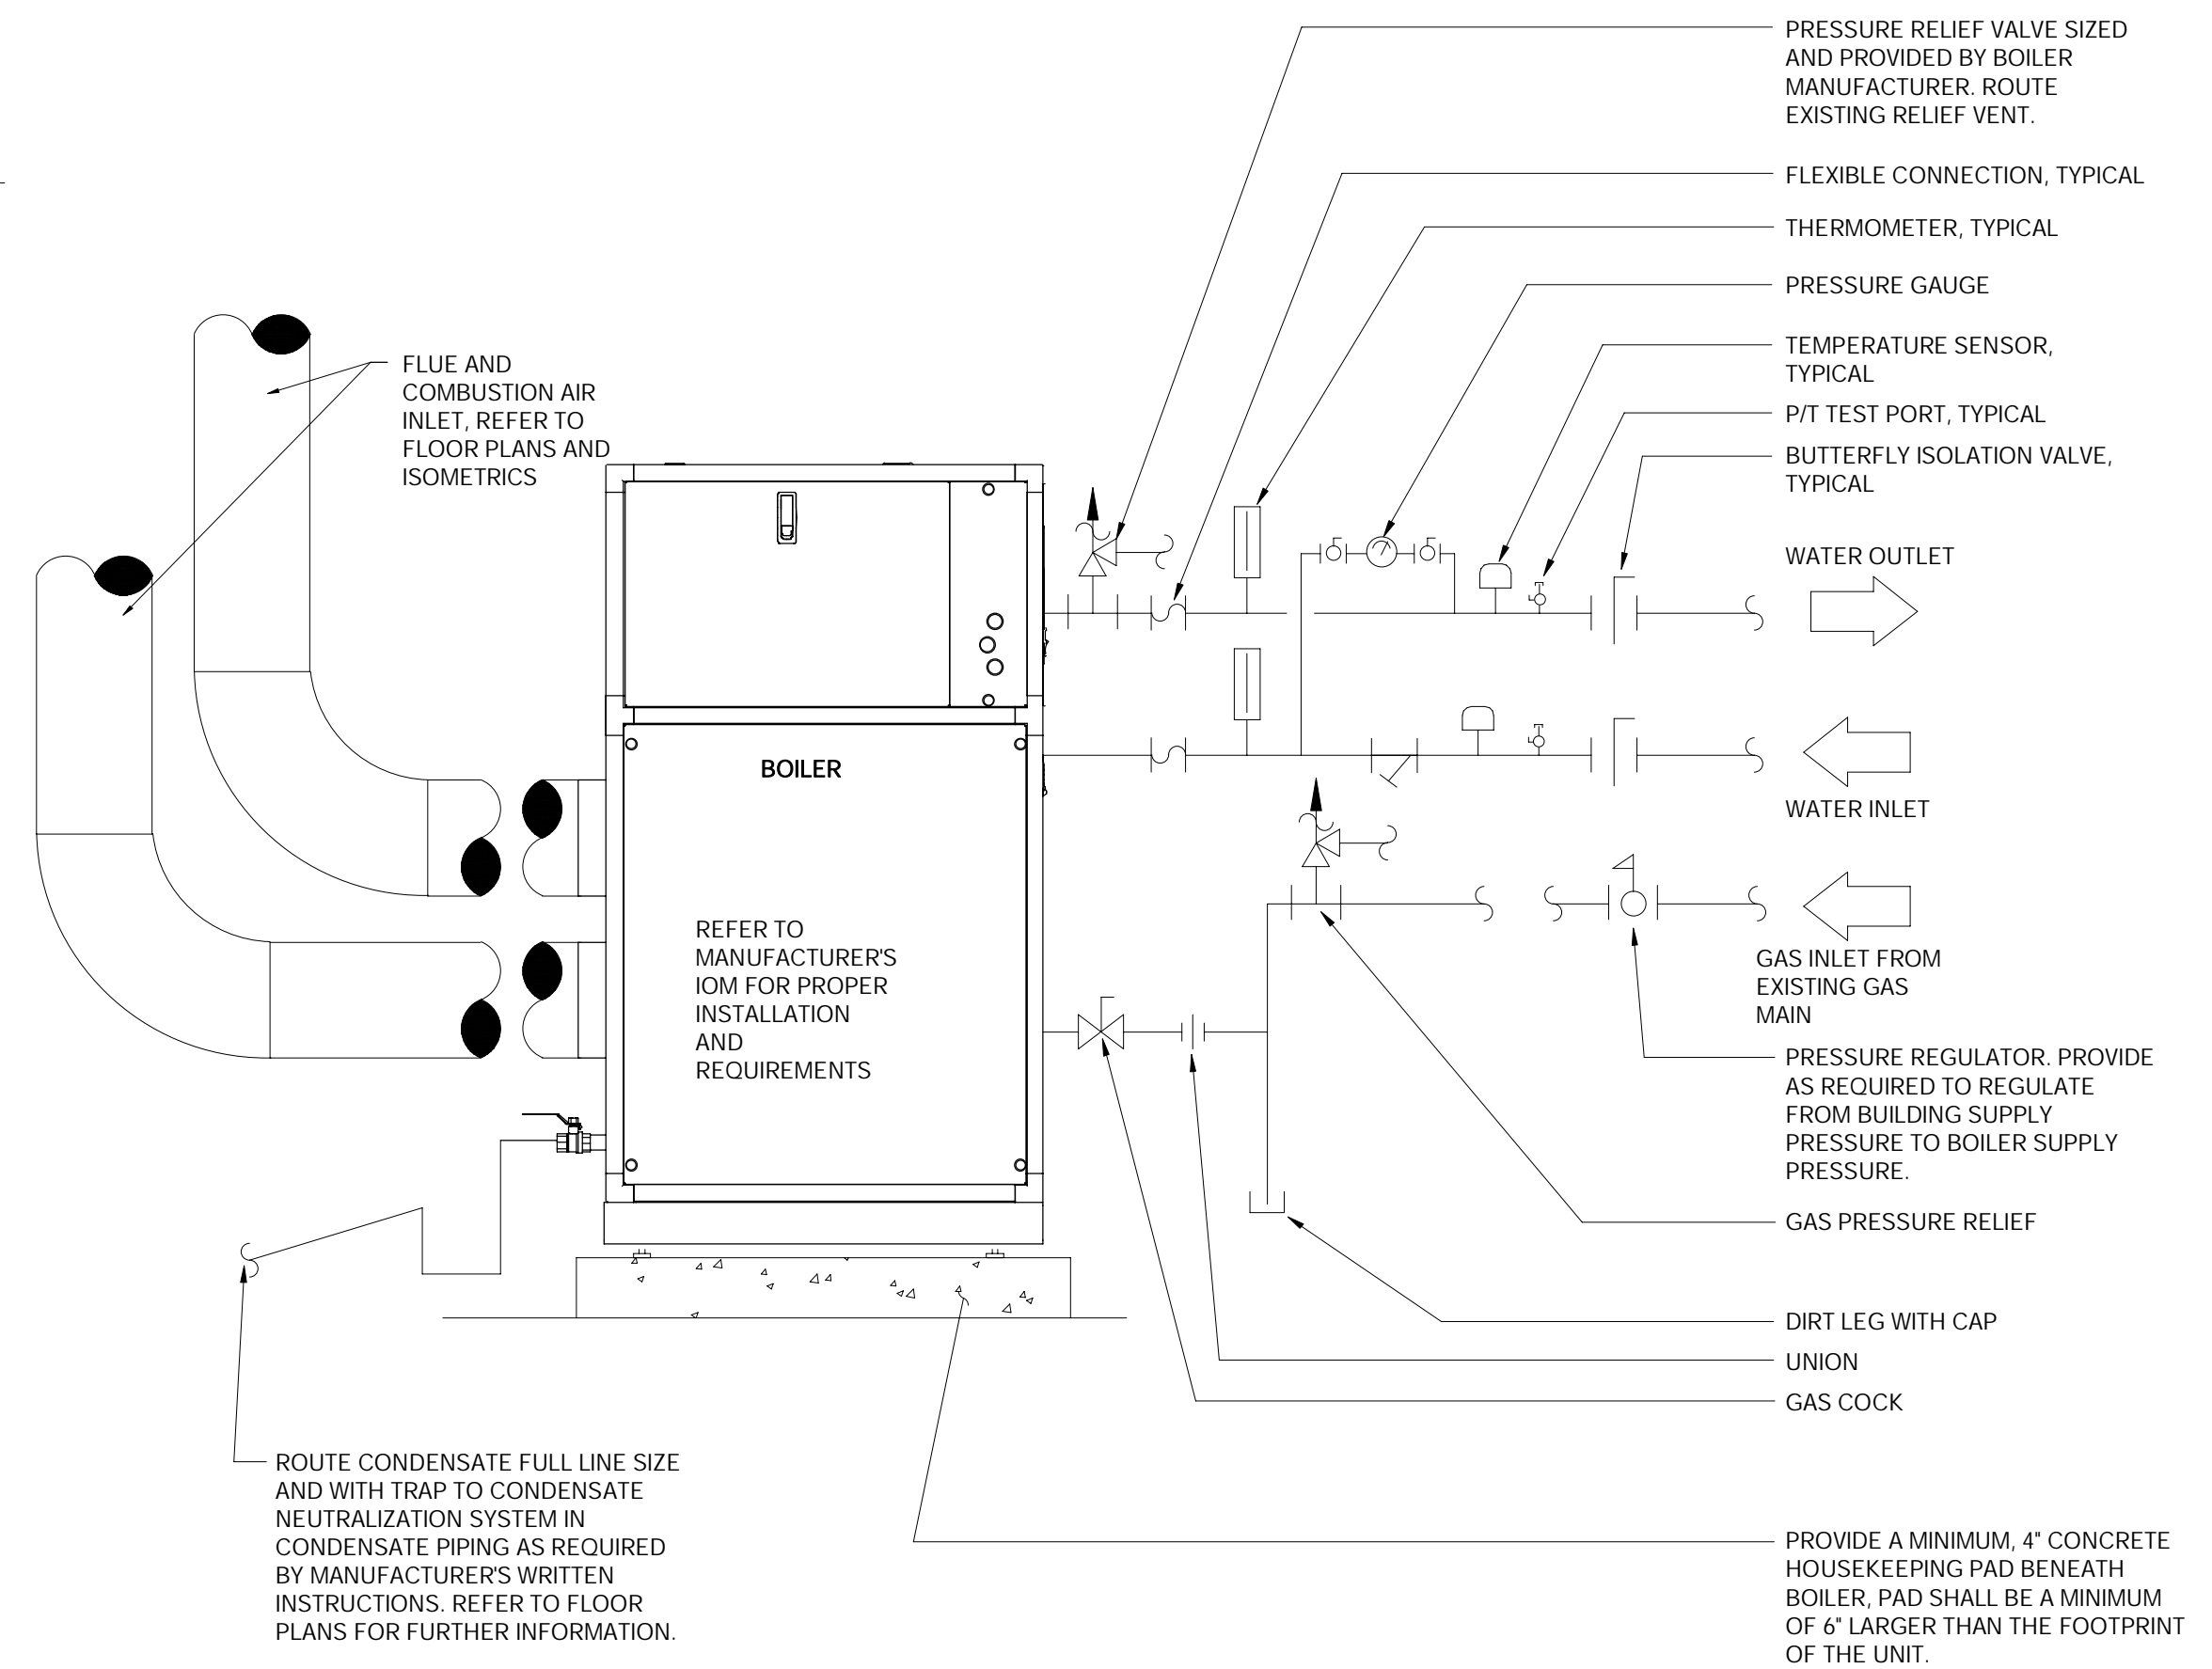 PRESSURE RELIEF VALVE SIZED
AND PROVIDED BY BOILER
MANUFACTURER. ROUTE
EXISTING RELIEF VENT.
FLEXIBLE CONNECTION, TYPICAL
THERMOMETER, TYPICAL
PRESSURE GAUGE
TEMPERATURE SENSOR,
TYPICAL
P/T TEST PORT, TYPICAL
BUTTERFLY ISOLATION VALVE,
TYPICAL
WATER OUTLET
FLUE AND
COMBUSTION AIR
INLET, REFER TO
FLOOR PLANS AND
ISOMETRICS
BOILER
WATER INLET
REFER TO
MANUFACTURER'S
IOM FOR PROPER
INSTALLATION
AND
REQUIREMENTS
GAS INLET FROM
EXISTING GAS
MAIN
PRESSURE REGULATOR. PROVIDE
AS REQUIRED TO REGULATE
FROM BUILDING SUPPLY
PRESSURE TO BOILER SUPPLY
PRESSURE.
GAS PRESSURE RELIEF
DIRT LEG WITH CAP
UNION
GAS COCK
ROUTE CONDENSATE FULL LINE SIZE
AND WITH TRAP TO CONDENSATE
NEUTRALIZATION SYSTEM IN
CONDENSATE PIPING AS REQUIRED
BY MANUFACTURER'S WRITTEN
INSTRUCTIONS. REFER TO FLOOR
PLANS FOR FURTHER INFORMATION.
PROVIDE A MINIMUM, 4" CONCRETE
HOUSEKEEPING PAD BENEATH
BOILER, PAD SHALL BE A MINIMUM
OF 6" LARGER THAN THE FOOTPRINT
OF THE UNIT.